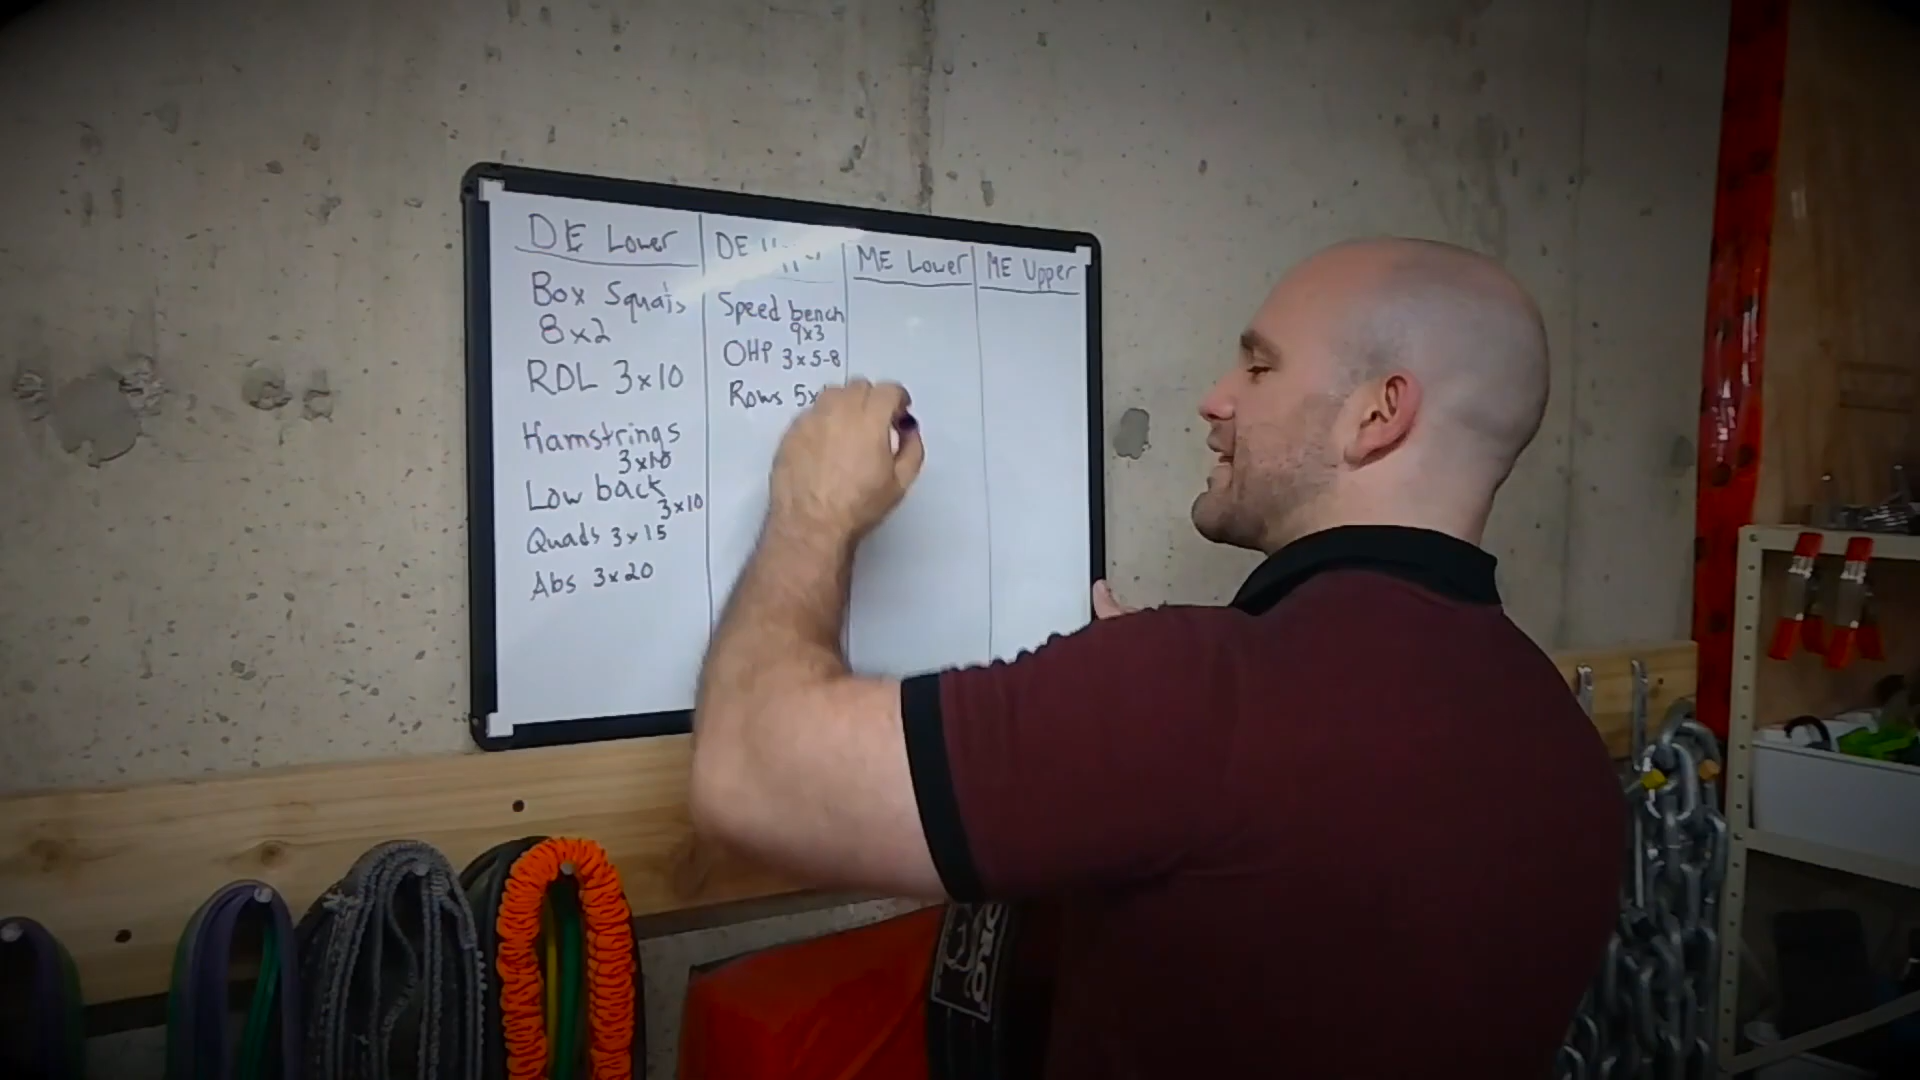 DE Lower
Box Squats
8x2
RDL 3x10
Hamstrings
3x10
Low back
3x10
Quads 3x15
Abs 3x20
DE
Speed bench
9x3
OHP 3x5-8
Rows 5x
ME Lower
ME Upper